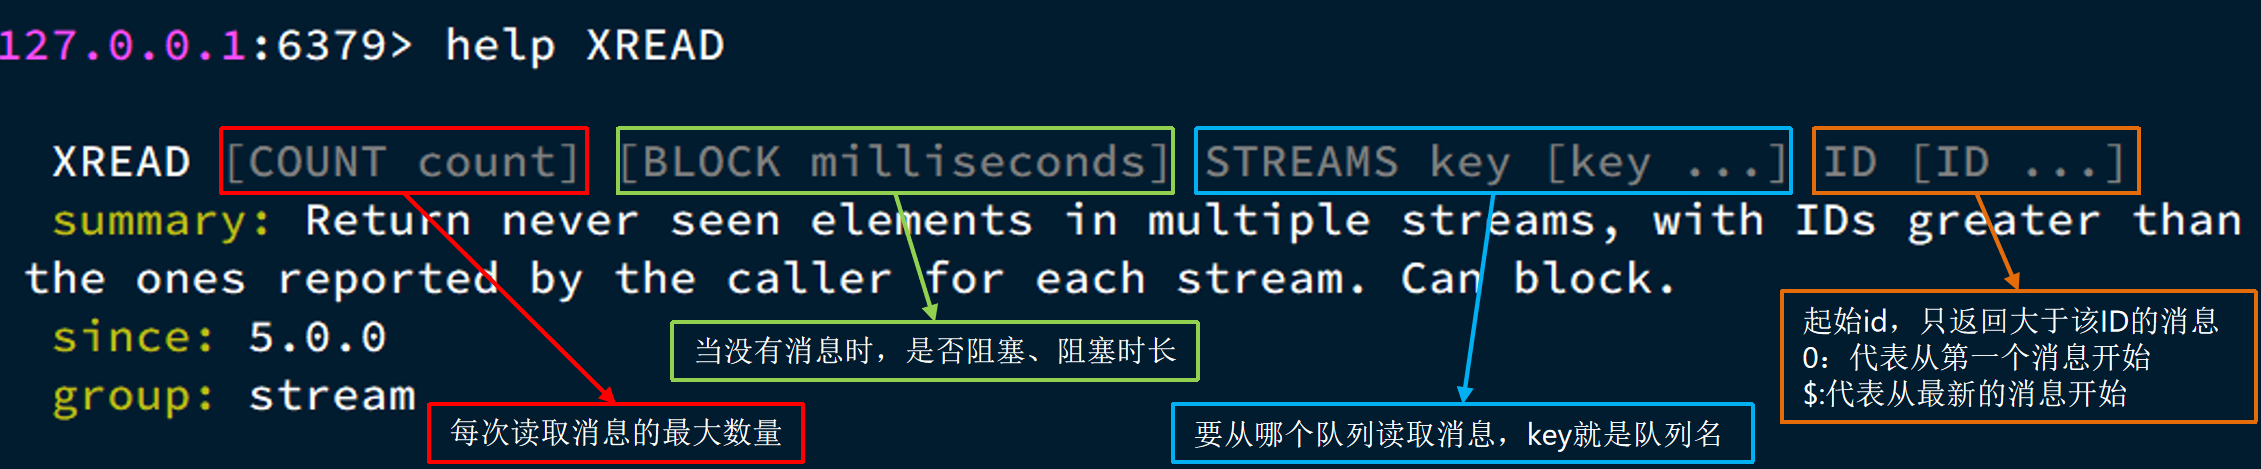 127.0.0.1:6379> help XREAD
XREAD [COUNT count] [BLOCK milliseconds] STREAMS key [key ...] ID [ID ...]
summary: Return never seen elements in multiple streams, with IDs greater than
the ones reported by the caller for each stream. Can block.
since: 5.0.0
group: stream
当没有消息时，是否阻塞、阻塞时长
每次读取消息的最大数量
要从哪个队列读取消息，key就是队列名
起始id，只返回大于该ID的消息
0：代表从第一个消息开始
$:代表从最新的消息开始